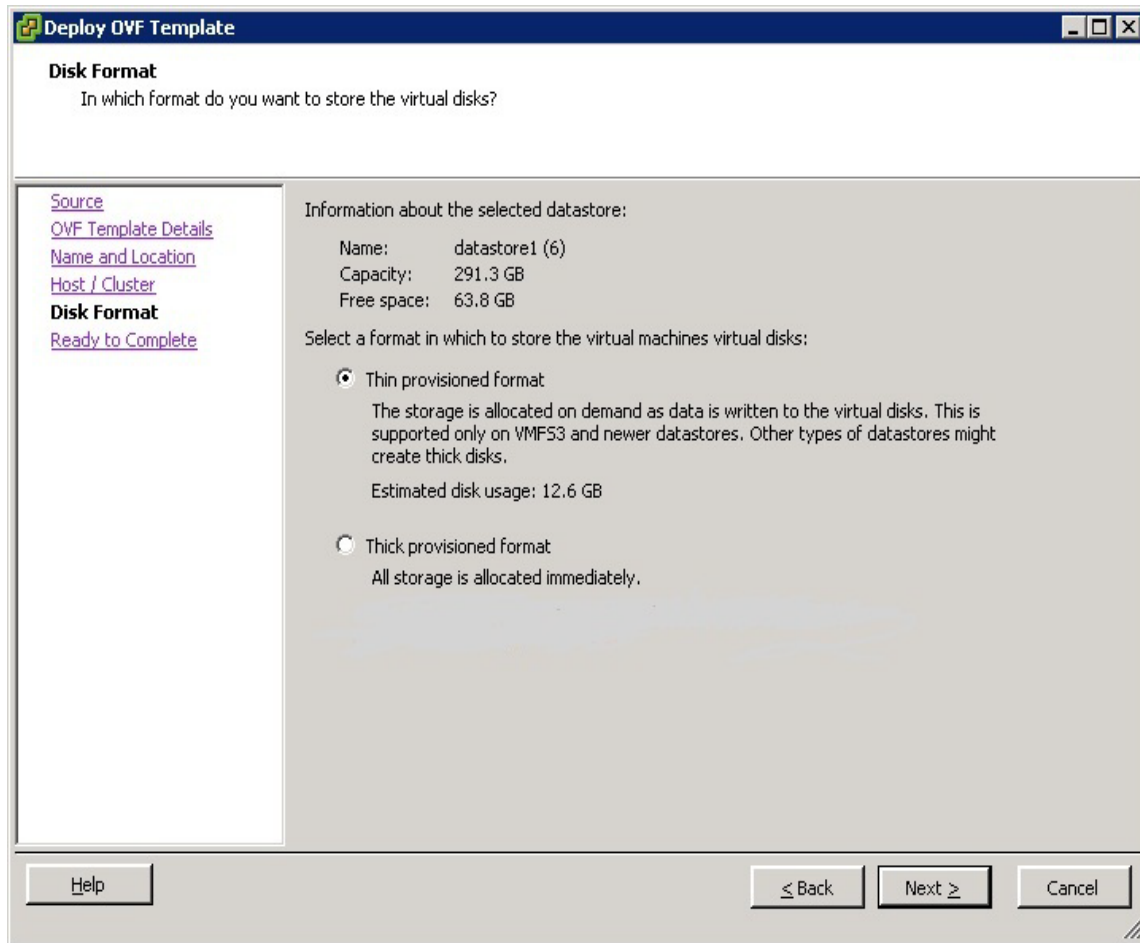 Deploy OVF Template
Disk Format
In which format do you want to store the virtual disks?
Source
OVF Template Details
Name and Location
Host / Cluster
Disk Format
Ready to Complete
Information about the selected datastore:
Name: datastore1 (6)
Capacity: 291.3 GB
Free space: 63.8 GB
Select a format in which to store the virtual machines virtual disks:
Thin provisioned format
The storage is allocated on demand as data is written to the virtual disks. This is
supported only on VMFS3 and newer datastores. Other types of datastores might
create thick disks.
Estimated disk usage: 12.6 GB
Thick provisioned format
All storage is allocated immediately.
Help
< Back
Next >
Cancel